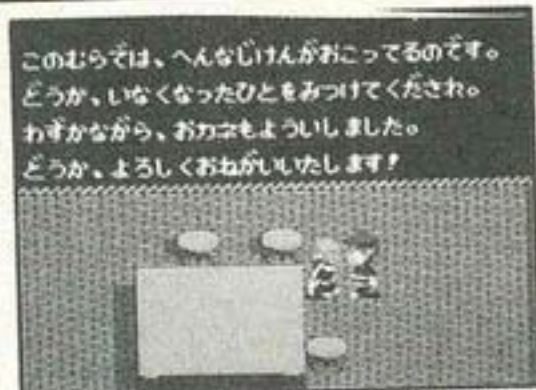 このむらでは、へんなじけんがおこってるのです。
どうか、いなくなったひとをみつけてくだされ。
わずかながら、おカネもよういしました。
どうか、よろしくおねがいいたします!